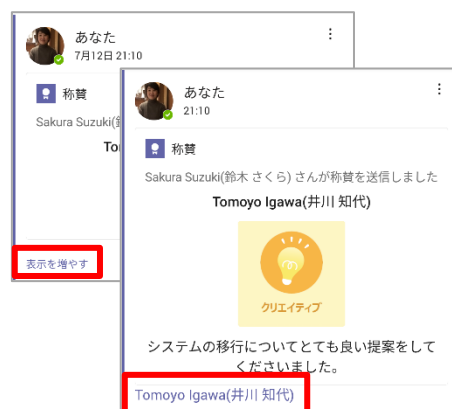 あなた
7月12日 21:10
称賛
Sakura Suzuki(
To
表示を増やす
あなた
21:10
称賛
Sakura Suzuki(鈴木 さくら) さんが称賛を送信しました
Tomoyo Igawa(井川 知代)
クリエイティブ
システムの移行についてとても良い提案をして
くださいました。
Tomoyo Igawa(井川 知代)